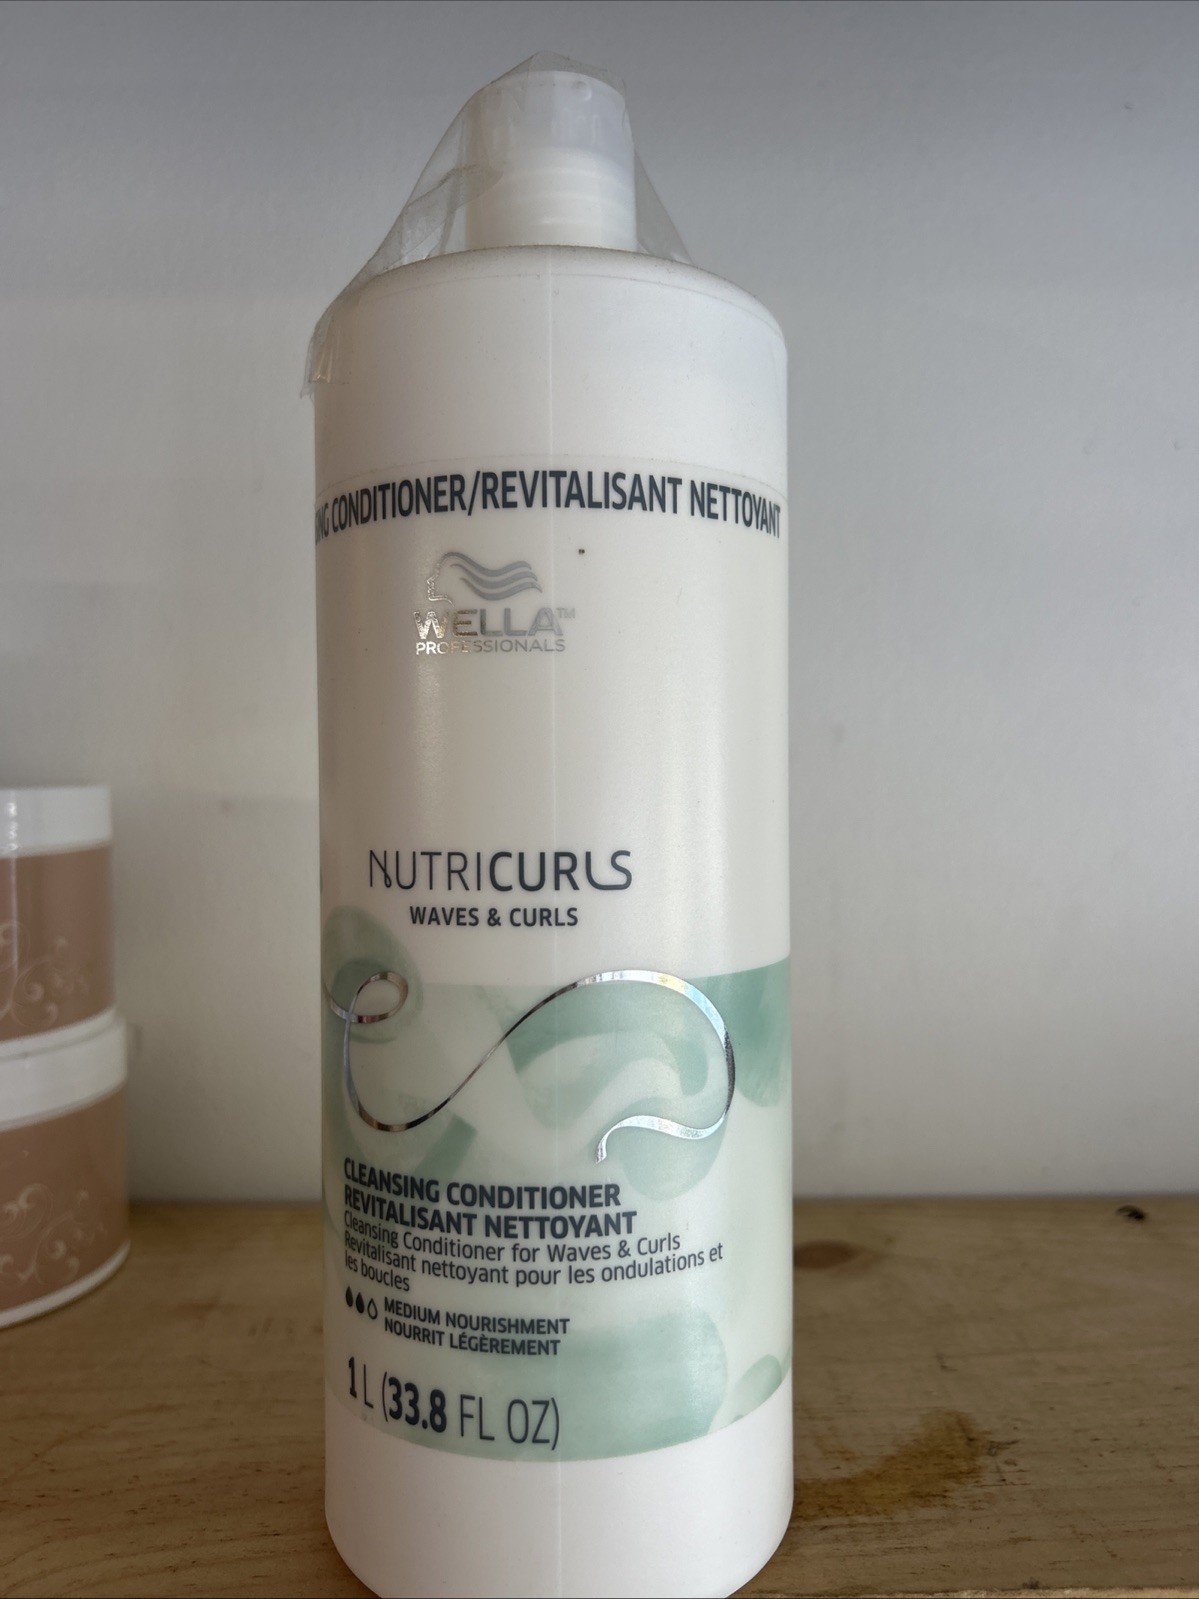 CONDITIONER/REVITALISANT NETTOYANT
WELLA™
PROFESSIONALS
NUTRICURLS
WAVES & CURLS
CLEANSING CONDITIONER
REVITALISANT NETTOYANT
Cleansing Conditioner for Waves & Curls
Revitalisant nettoyant pour les ondulations et
les boucles
MEDIUM NOURISHMENT
NOURRIT LÉGÈREMENT
1 L (33.8 FL OZ)